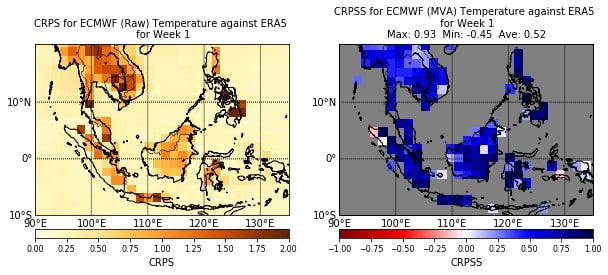 CRPS for ECMWF (Raw) Temperature against ERA5
for Week 1
10°N
0°
10°S
90°E 100°E 110°E 120°E 130°E
0.00 0.25 0.50 0.75 1.00 1.25 1.50 1.75 2.00
CRPS
CRPSS for ECMWF (MVA) Temperature against ERA5
for Week 1
Max: 0.93 Min: -0.45 Ave: 0.52
10°N
0°
10°S
90°E 100°E 110°E 120°E 130°E
−1.00 −0.75 −0.50 −0.25 0.00 0.25 0.50 0.75 1.00
CRPSS